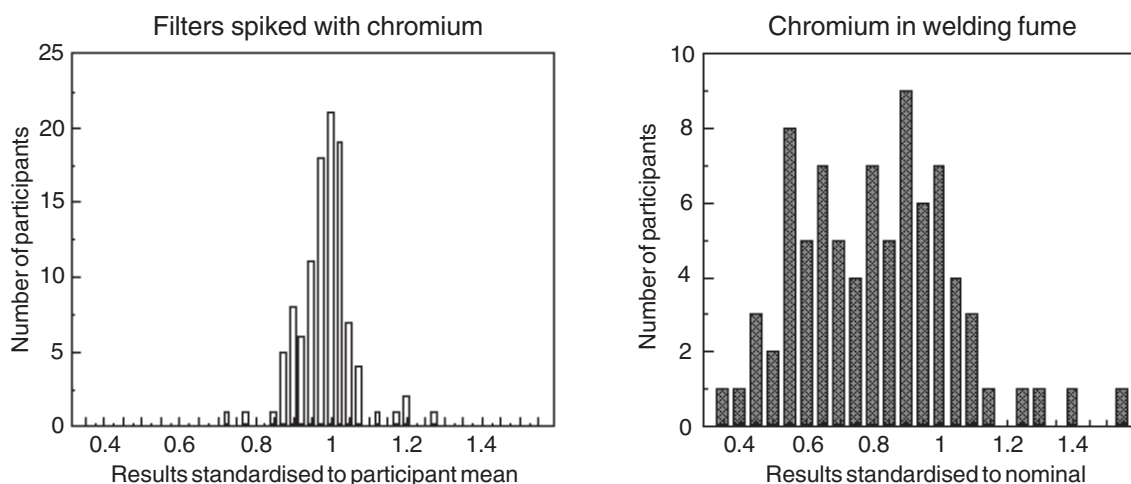 Filters spiked with chromium
25
20
15
10
5
0
Number of participants
0.4 0.6 0.8 1 1.2 1.4
Results standardised to participant mean
Chromium in welding fume
10
8
6
4
2
0
Number of participants
0.4 0.6 0.8 1 1.2 1.4
Results standardised to nominal